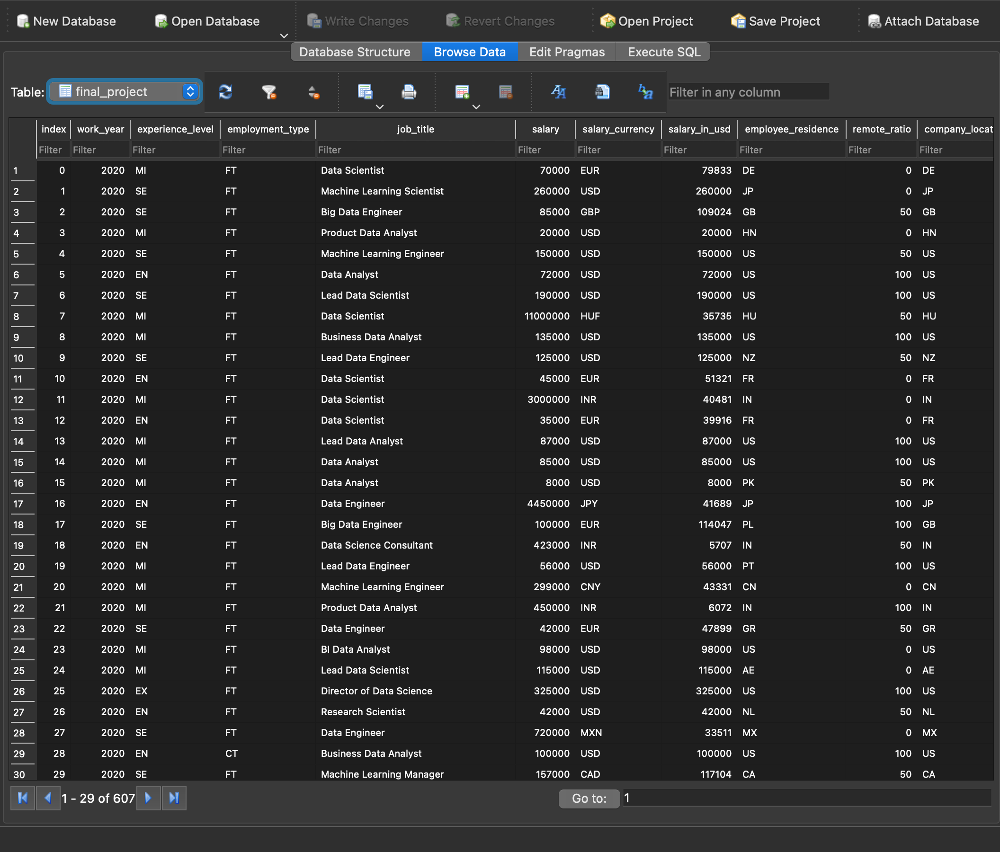 New Database Open Database Write Changes Revert Changes Open Project Save Project Attach Database
Database Structure Browse Data Edit Pragmas Execute SQL
Table: final_project Filter in any column
index work_year experience_level employment_type job_title salary salary_currency salary_in_usd employee_residence remote_ratio company_locat
Filter Filter Filter Filter Filter Filter Filter Filter Filter Filter Filter
1 0 2020 MI FT Data Scientist 70000 EUR 79833 DE 0 DE
2 1 2020 SE FT Machine Learning Scientist 260000 USD 260000 JP 0 JP
3 2 2020 SE FT Big Data Engineer 85000 GBP 109024 GB 50 GB
4 3 2020 MI FT Product Data Analyst 20000 USD 20000 HN 0 HN
5 4 2020 SE FT Machine Learning Engineer 150000 USD 150000 US 50 US
6 5 2020 EN FT Data Analyst 72000 USD 72000 US 100 US
7 6 2020 SE FT Lead Data Scientist 190000 USD 190000 US 100 US
8 7 2020 MI FT Data Scientist 11000000 HUF 35735 HU 50 HU
9 8 2020 MI FT Business Data Analyst 135000 USD 135000 US 100 US
10 9 2020 SE FT Lead Data Engineer 125000 USD 125000 NZ 50 NZ
11 10 2020 EN FT Data Scientist 45000 EUR 51321 FR 0 FR
12 11 2020 MI FT Data Scientist 3000000 INR 40481 IN 0 IN
13 12 2020 EN FT Data Scientist 35000 EUR 39916 FR 0 FR
14 13 2020 MI FT Lead Data Analyst 87000 USD 87000 US 100 US
15 14 2020 MI FT Data Analyst 85000 USD 85000 US 100 US
16 15 2020 MI FT Data Analyst 8000 USD 8000 PK 50 PK
17 16 2020 EN FT Data Engineer 4450000 JPY 41689 JP 100 JP
18 17 2020 SE FT Big Data Engineer 100000 EUR 114047 PL 100 GB
19 18 2020 EN FT Data Science Consultant 423000 INR 5707 IN 50 IN
20 19 2020 MI FT Lead Data Engineer 56000 USD 56000 PT 100 US
21 20 2020 MI FT Machine Learning Engineer 299000 CNY 43331 CN 0 CN
22 21 2020 MI FT Product Data Analyst 450000 INR 6072 IN 100 IN
23 22 2020 SE FT Data Engineer 42000 EUR 47899 GR 50 GR
24 23 2020 MI FT BI Data Analyst 98000 USD 98000 US 0 US
25 24 2020 MI FT Lead Data Scientist 115000 USD 115000 AE 0 AE
26 25 2020 EX FT Director of Data Science 325000 USD 325000 US 100 US
27 26 2020 EN FT Research Scientist 42000 USD 42000 NL 50 NL
28 27 2020 SE FT Data Engineer 720000 MXN 33511 MX 0 MX
29 28 2020 EN CT Business Data Analyst 100000 USD 100000 US 100 US
30 29 2020 SE FT Machine Learning Manager 157000 CAD 117104 CA 50 CA
1 - 29 of 607 Go to: 1